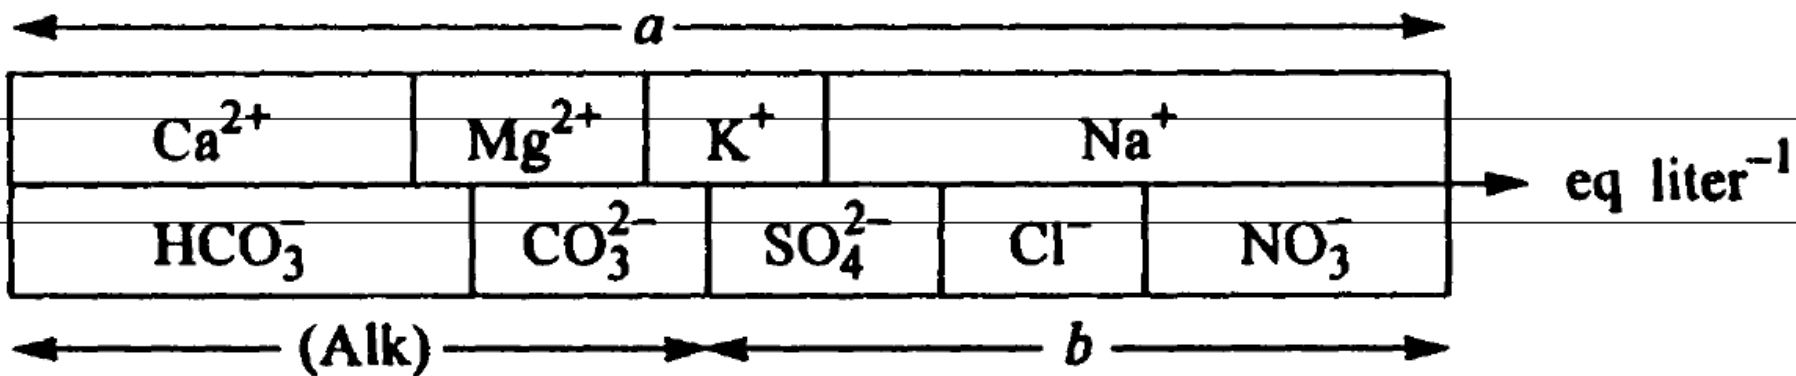 a
Ca²⁺ Mg²⁺ K⁺ Na⁺
eq liter⁻¹
HCO₃⁻ CO₃²⁻ SO₄²⁻ Cl⁻ NO₃⁻
(Alk) b